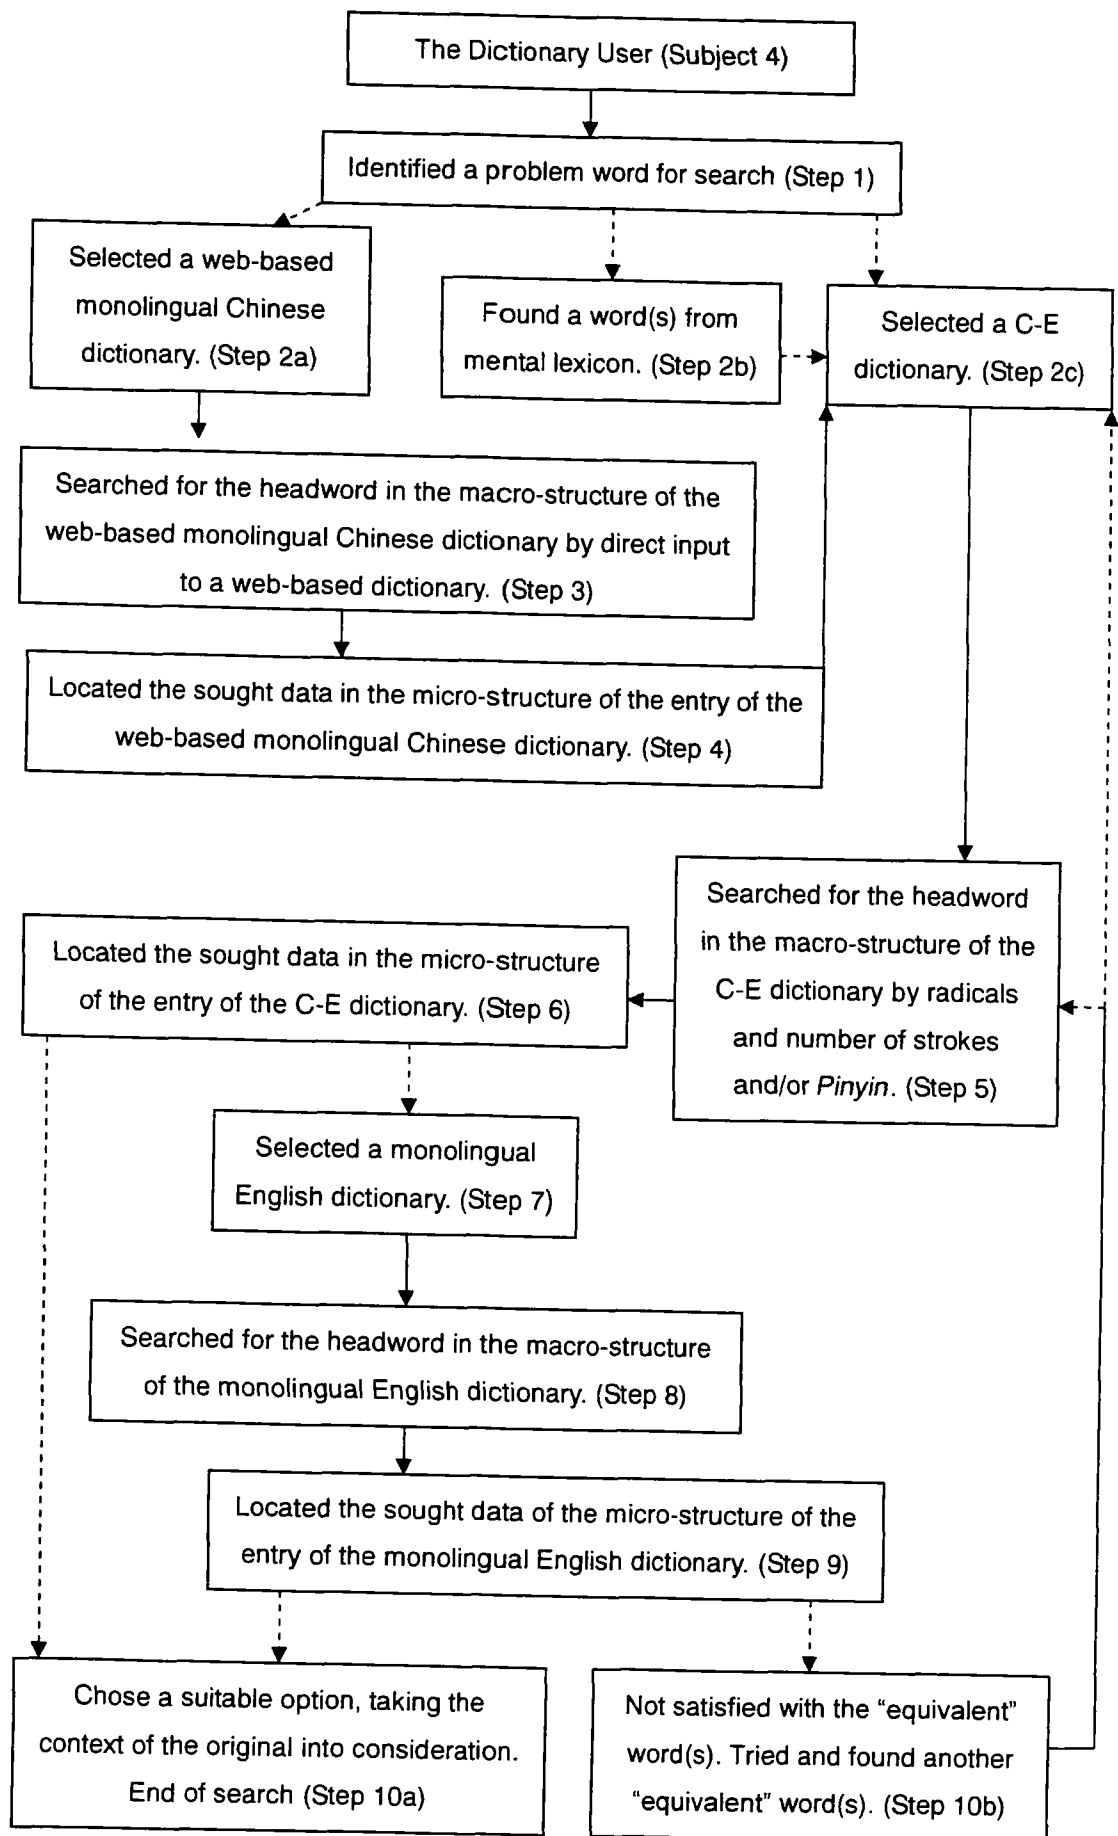 The Dictionary User (Subject 4)
Identified a problem word for search (Step 1)
Selected a web-based
monolingual Chinese
dictionary. (Step 2a)
Found a word(s) from
mental lexicon. (Step 2b)
Selected a C-E
dictionary. (Step 2c)
Searched for the headword in the macro-structure of the
web-based monolingual Chinese dictionary by direct input
to a web-based dictionary. (Step 3)
Located the sought data in the micro-structure of the entry of the
web-based monolingual Chinese dictionary. (Step 4)
Searched for the headword
in the macro-structure of the
C-E dictionary by radicals
and number of strokes
and/or Pinyin. (Step 5)
Located the sought data in the micro-structure
of the entry of the C-E dictionary. (Step 6)
Selected a monolingual
English dictionary. (Step 7)
Searched for the headword in the macro-structure
of the monolingual English dictionary. (Step 8)
Located the sought data of the micro-structure of the
entry of the monolingual English dictionary. (Step 9)
Chose a suitable option, taking the
context of the original into consideration.
End of search (Step 10a)
Not satisfied with the “equivalent”
word(s). Tried and found another
“equivalent” word(s). (Step 10b)